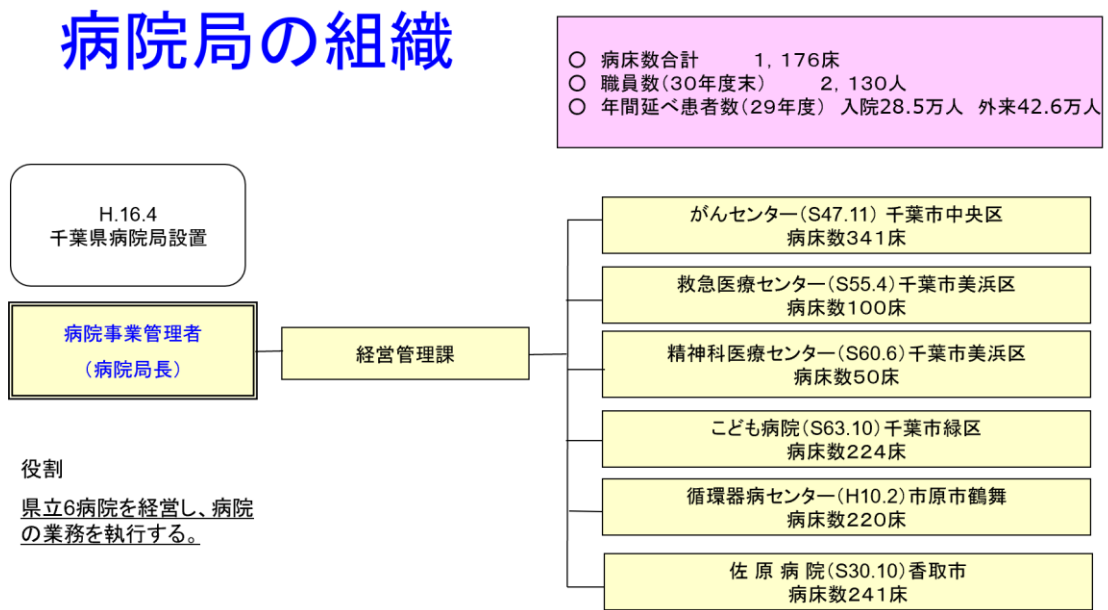 病院局の組織
○ 病床数合計　　1,176床
○ 職員数(30年度末)　　2,130人
○ 年間延べ患者数(29年度) 入院28.5万人 外来42.6万人
H.16.4
千葉県病院局設置
病院事業管理者
(病院局長)
経営管理課
がんセンター(S47.11) 千葉市中央区
病床数341床
救急医療センター(S55.4)千葉市美浜区
病床数100床
精神科医療センター(S60.6)千葉市美浜区
病床数50床
こども病院(S63.10)千葉市緑区
病床数224床
循環器病センター(H10.2)市原市鶴舞
病床数220床
佐 原 病 院(S30.10)香取市
病床数241床
役割
県立6病院を経営し、病院
の業務を執行する。